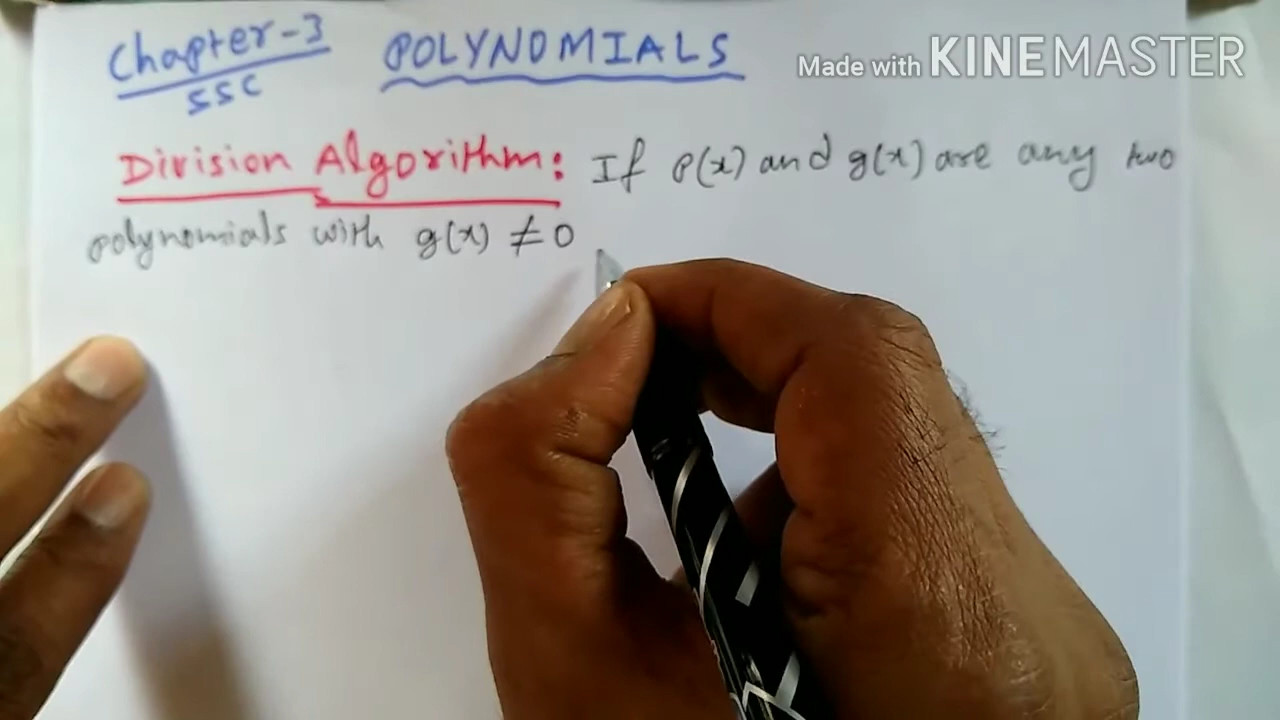 Chapter-3 POLYNOMIALS
SSC
Made with KINEMASTER
Division Algorithm: If p(x) and g(x) are any two
polynomials with g(x) ≠ 0